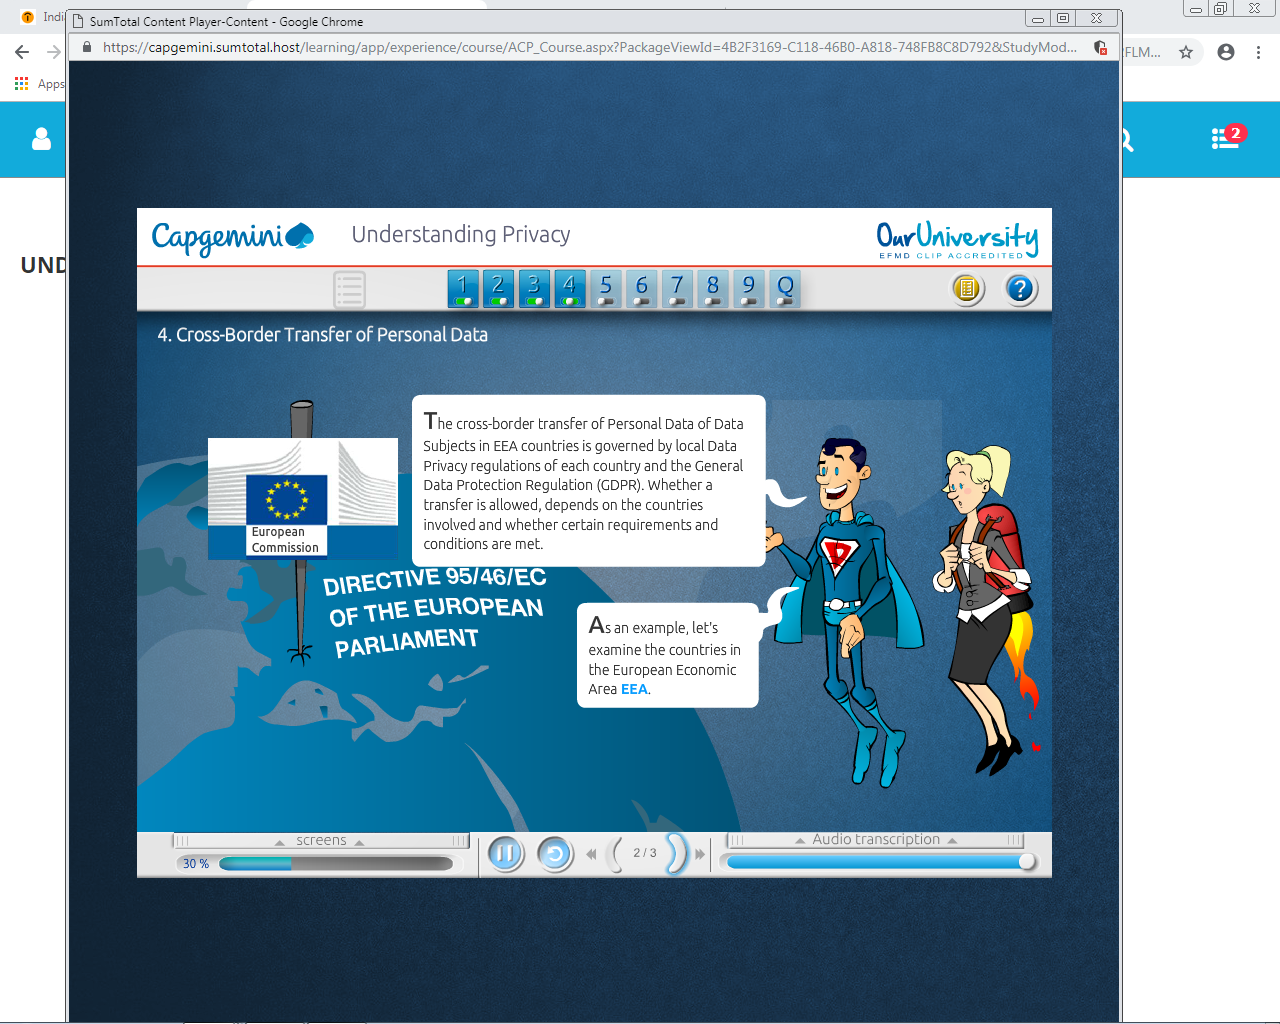 India
SumTotal Content Player-Content - Google Chrome
https://capgemini.sumtotal.host/learning/app/experience/course/ACP_Course.aspx?PackageViewId=4B2F3169-C118-46B0-A818-748FB8C8D792&StudyMod...
2FLM...
Apps
2
UND
Capgemini
Understanding Privacy
OurUniversity
EFMD CLIP ACCREDITED
1 2 3 4 5 6 7 8 9 Q
?
4. Cross-Border Transfer of Personal Data
The cross-border transfer of Personal Data of Data
Subjects in EEA countries is governed by local Data
Privacy regulations of each country and the General
Data Protection Regulation (GDPR). Whether a
transfer is allowed, depends on the countries
involved and whether certain requirements and
conditions are met.
European
Commission
DIRECTIVE 95/46/EC
OF THE EUROPEAN
PARLIAMENT
As an example, let's
examine the countries in
the European Economic
Area EEA.
screens
30 %
2 / 3
Audio transcription